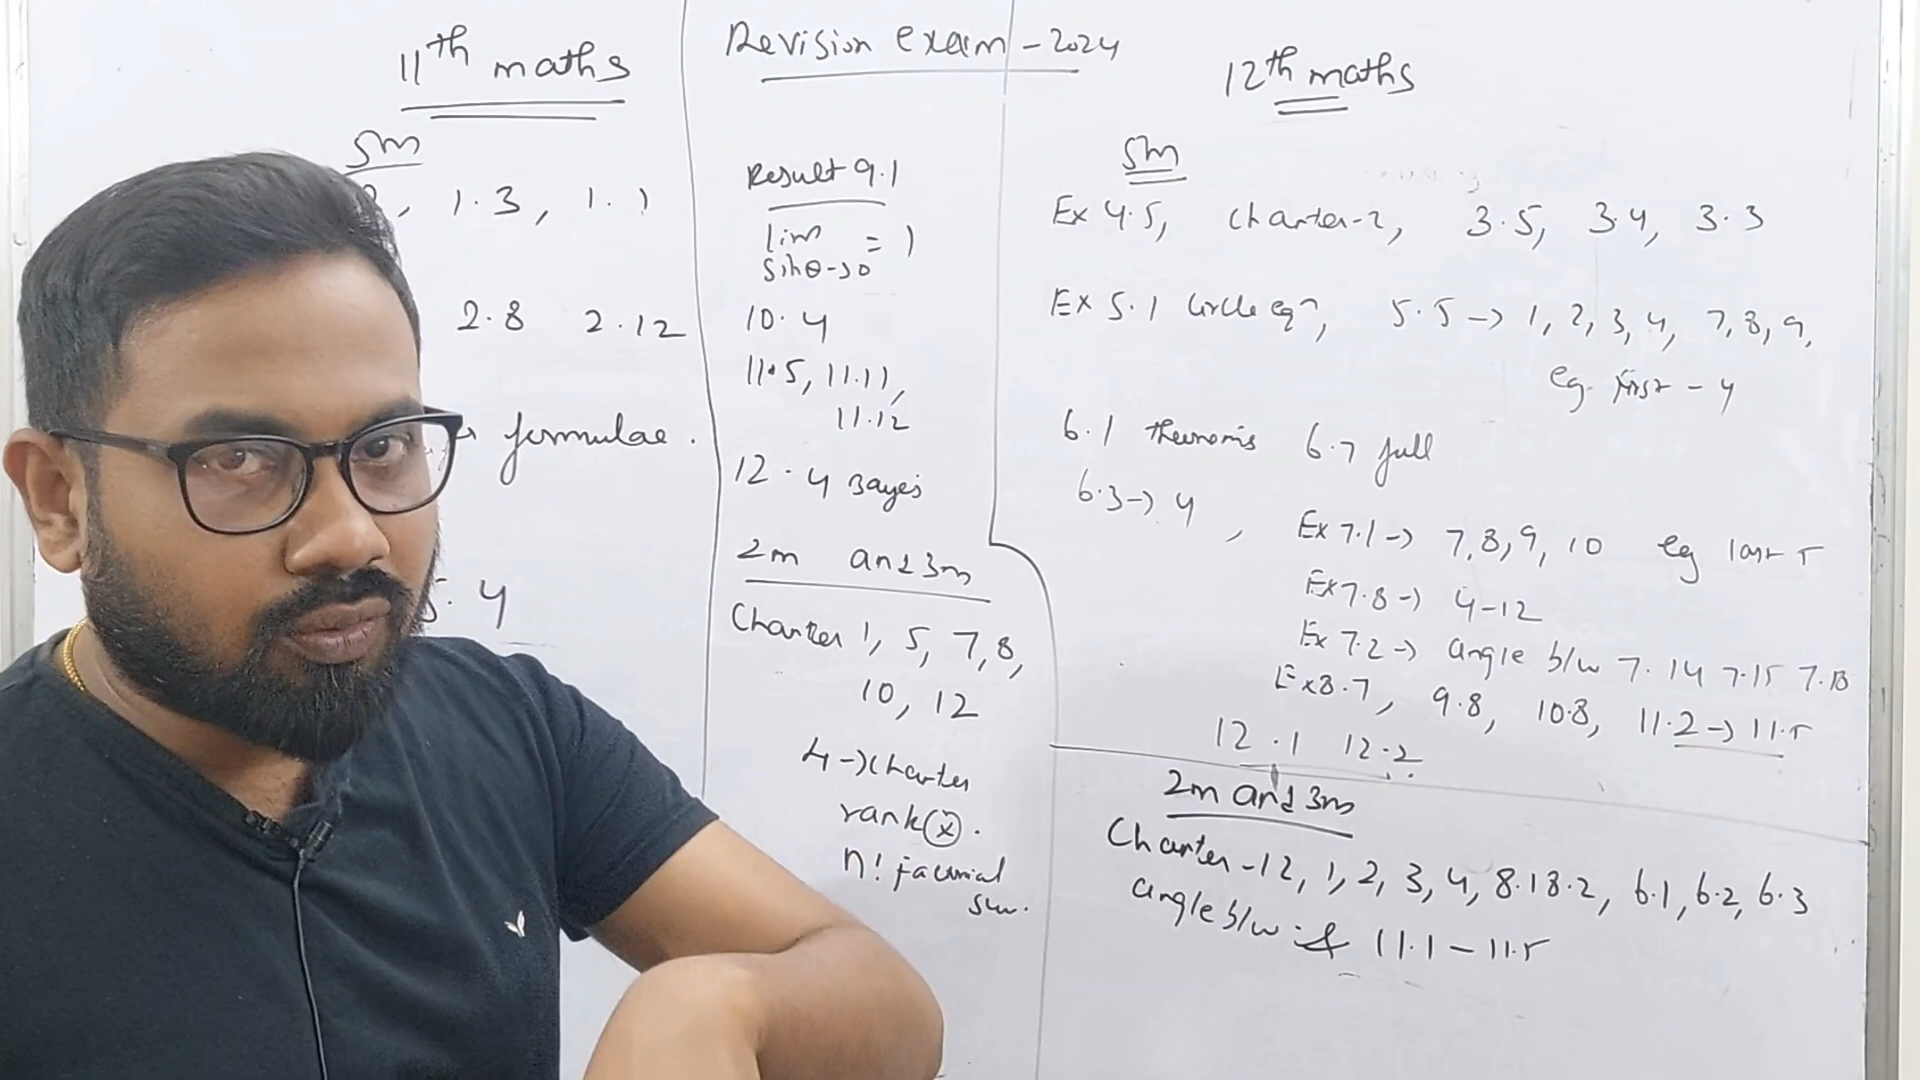 Revision exam - 2024
11th maths
5m
, 1.3, 1.1
2.8 2.12
formulae.
5.4
Result 9.1
lim = 1
sinθ->0
10.4
11.5, 11.11,
11.12
12.4 Bayes
2m and 3m
Chapter 1, 5, 7, 8,
10, 12
4 -> Chapter
rank(x).
n! factorial
sum.
12th maths
5m
Ex 4.5, Chapter-2, 3.5, 3.4, 3.3
Ex 5.1 Circle eqn, 5.5 -> 1, 2, 3, 4, 7, 8, 9,
eg. first - 4
6.1 theorems 6.7 full
6.3 -> 4, Ex 7.1 -> 7, 8, 9, 10 eg last 5
Ex 7.8 -> 4-12
Ex 7.2 -> angle b/w 7.14 7.15 7.18
Ex 8.7, 9.8, 10.8, 11.2 -> 11.5
12.1 12.2
2m and 3m
Chapter - 12, 1, 2, 3, 4, 8.1 8.2, 6.1, 6.2, 6.3
angle b/w & 11.1 - 11.5